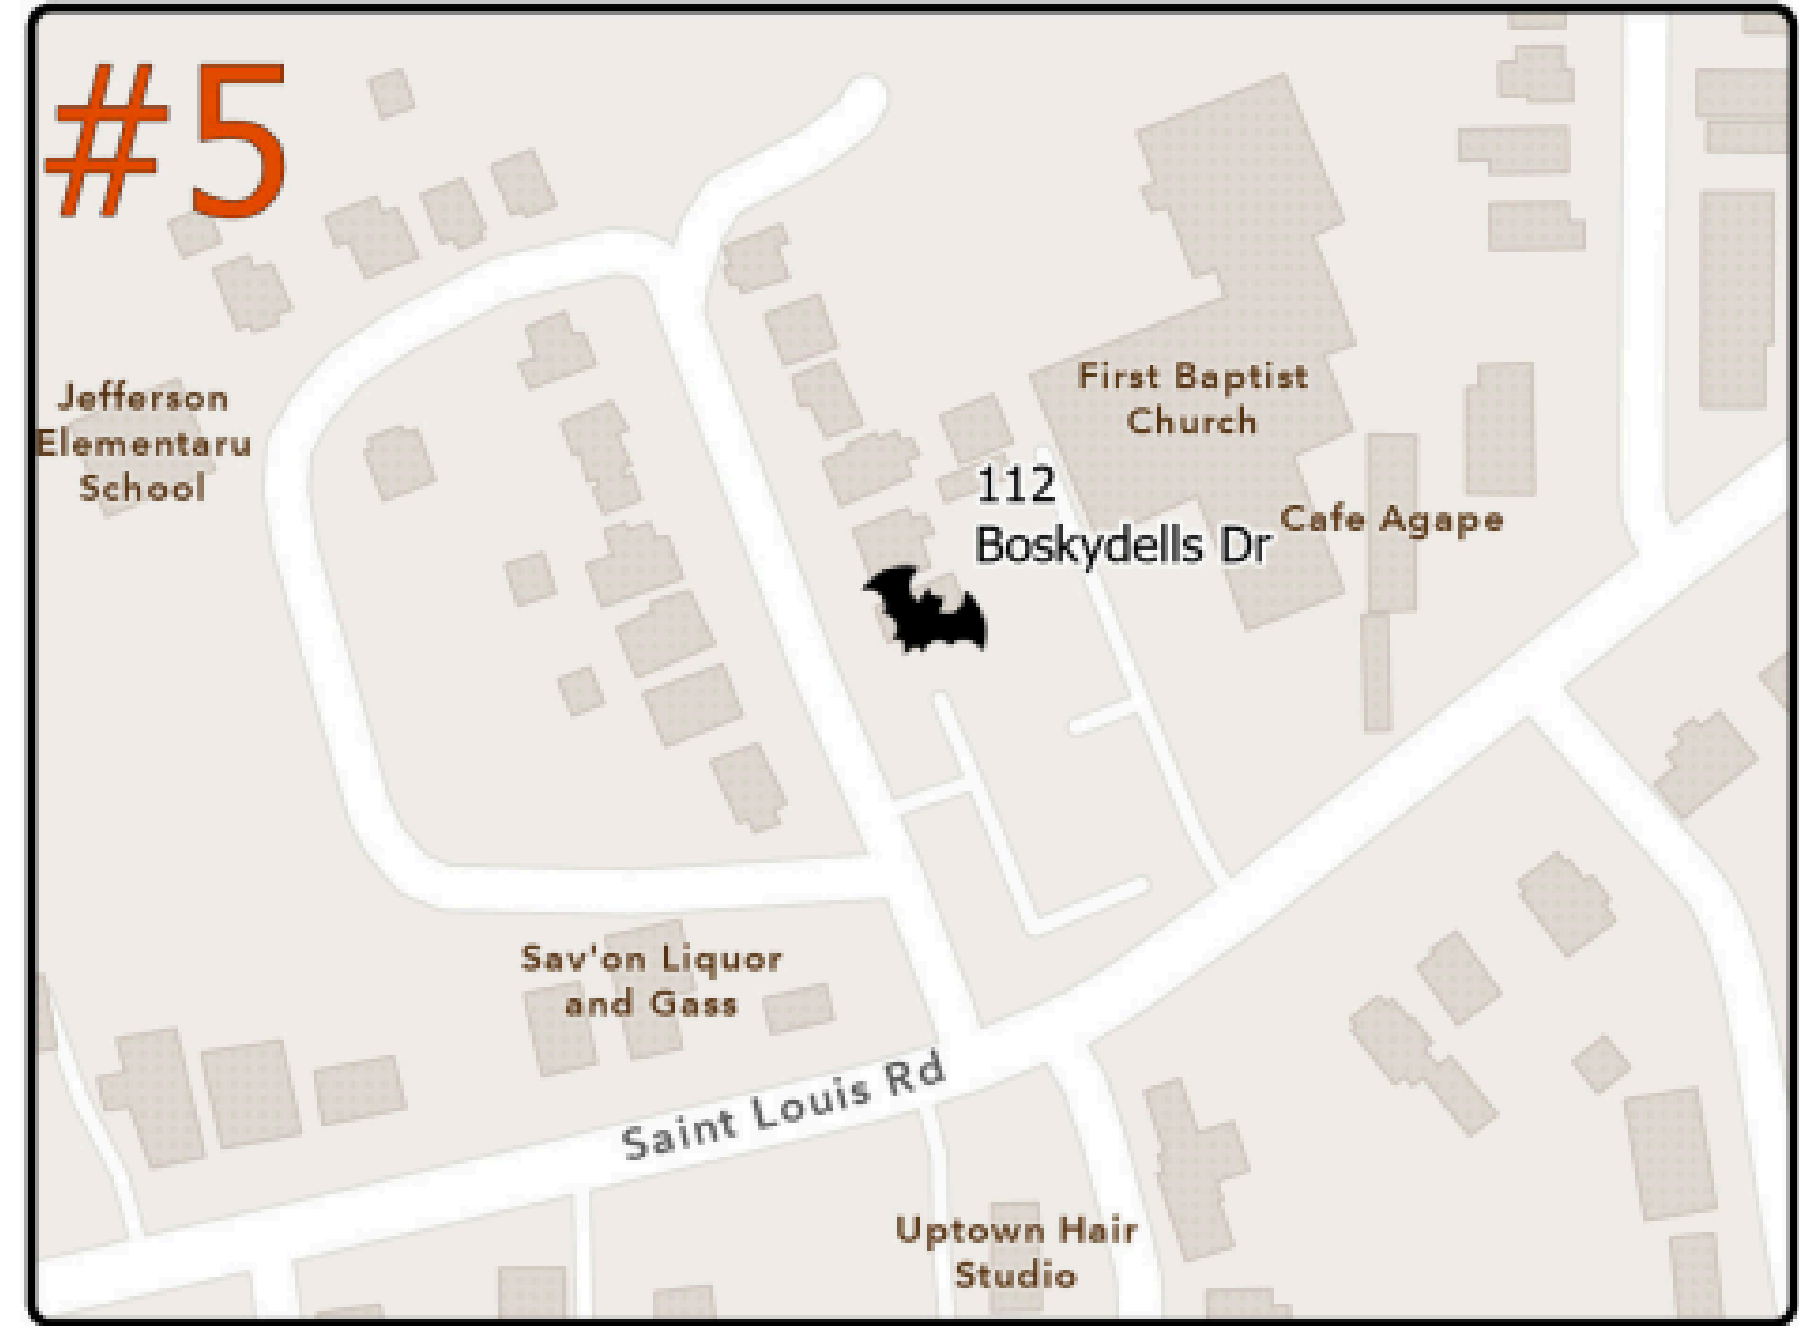 #5
Jefferson
Elementaru
School
First Baptist
Church
112
Boskydells Dr
Cafe Agape
Sav'on Liquor
and Gass
Saint Louis Rd
Uptown Hair
Studio